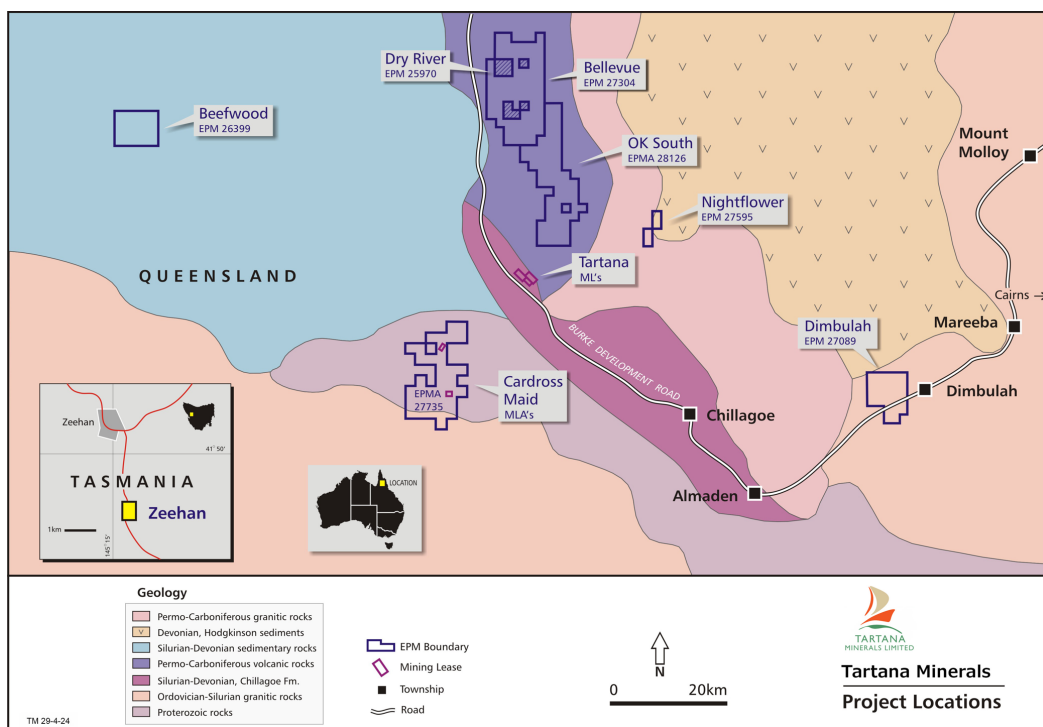 Dry River
EPM 25970
Bellevue
EPM 27304
Beefwood
EPM 26399
OK South
EPMA 28126
Mount
Molloy
Nightflower
EPM 27595
QUEENSLAND
Tartana
ML's
Cairns →
Mareeba
Dimbulah
EPM 27089
BURKE DEVELOPMENT ROAD
Cardross
Maid
MLA's
EPMA
27735
Dimbulah
Chillagoe
Almaden
Zeehan
41° 50'
TASMANIA
Zeehan
1km
145° 15'
LOCATION
Geology
Permo-Carboniferous granitic rocks
Devonian, Hodgkinson sediments
Silurian-Devonian sedimentary rocks
Permo-Carboniferous volcanic rocks
Silurian-Devonian, Chillagoe Fm.
Ordovician-Silurian granitic rocks
Proterozoic rocks
EPM Boundary
Mining Lease
Township
Road
N
0 20km
TARTANA
MINERALS LIMITED
Tartana Minerals
Project Locations
TM 29-4-24